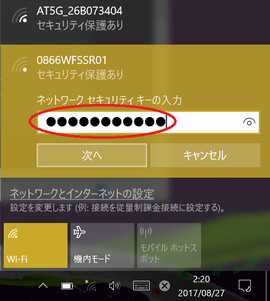 AT5G_26B073404
セキュリティ保護あり
0866WFSSR01
セキュリティ保護あり
ネットワーク セキュリティ キーの入力
●●●●●●●●●●●
次へ
キャンセル
ネットワークとインターネットの設定
設定を変更します (例: 接続を従量制課金接続に設定する)。
Wi-Fi
機内モード
モバイル ホットス
ポット
2:20
2017/08/27